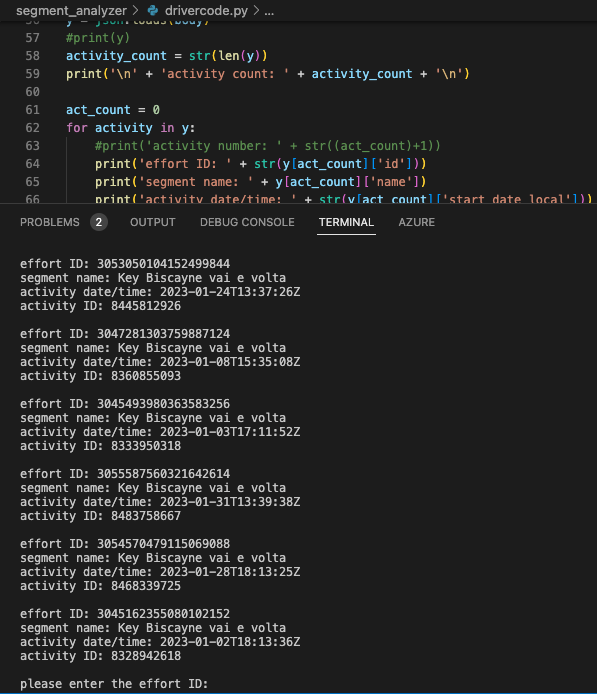 segment_analyzer > drivercode.py > ...
56 y = json.loads(body)
57 #print(y)
58 activity_count = str(len(y))
59 print('\n' + 'activity count: ' + activity_count + '\n')
60
61 act_count = 0
62 for activity in y:
63 #print('activity number: ' + str((act_count)+1))
64 print('effort ID: ' + str(y[act_count]['id']))
65 print('segment name: ' + y[act_count]['name'])
66 print('activity date/time: ' + str(y[act_count]['start_date_local']))
PROBLEMS 2 OUTPUT DEBUG CONSOLE TERMINAL AZURE
effort ID: 3053050104152499844
segment name: Key Biscayne vai e volta
activity date/time: 2023-01-24T13:37:26Z
activity ID: 8445812926
effort ID: 3047281303759887124
segment name: Key Biscayne vai e volta
activity date/time: 2023-01-08T15:35:08Z
activity ID: 8360855093
effort ID: 3045493980363583256
segment name: Key Biscayne vai e volta
activity date/time: 2023-01-03T17:11:52Z
activity ID: 8333950318
effort ID: 3055587560321642614
segment name: Key Biscayne vai e volta
activity date/time: 2023-01-31T13:39:38Z
activity ID: 8483758667
effort ID: 3054570479115069088
segment name: Key Biscayne vai e volta
activity date/time: 2023-01-28T18:13:25Z
activity ID: 8468339725
effort ID: 3045162355080102152
segment name: Key Biscayne vai e volta
activity date/time: 2023-01-02T18:13:36Z
activity ID: 8328942618
please enter the effort ID: